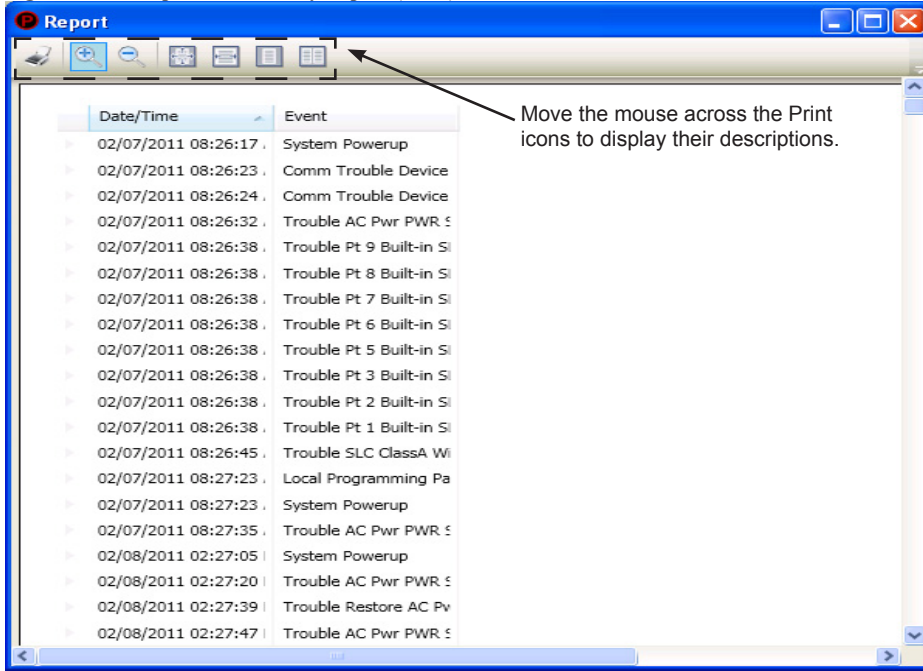 Report
Move the mouse across the Print
icons to display their descriptions.
Date/Time Event
02/07/2011 08:26:17 System Powerup
02/07/2011 08:26:23 Comm Trouble Device
02/07/2011 08:26:24 Comm Trouble Device
02/07/2011 08:26:32 Trouble AC Pwr PWR
02/07/2011 08:26:38 Trouble Pt 9 Built-in
02/07/2011 08:26:38 Trouble Pt 8 Built-in
02/07/2011 08:26:38 Trouble Pt 7 Built-in
02/07/2011 08:26:38 Trouble Pt 6 Built-in
02/07/2011 08:26:38 Trouble Pt 5 Built-in
02/07/2011 08:26:38 Trouble Pt 3 Built-in
02/07/2011 08:26:38 Trouble Pt 2 Built-in
02/07/2011 08:26:38 Trouble Pt 1 Built-in
02/07/2011 08:26:45 Trouble SLC ClassA Wi
02/07/2011 08:27:23 Local Programming Pa
02/07/2011 08:27:23 System Powerup
02/07/2011 08:27:35 Trouble AC Pwr PWR
02/08/2011 02:27:05 System Powerup
02/08/2011 02:27:20 Trouble AC Pwr PWR
02/08/2011 02:27:39 Trouble Restore AC
02/08/2011 02:27:47 Trouble AC Pwr PWR